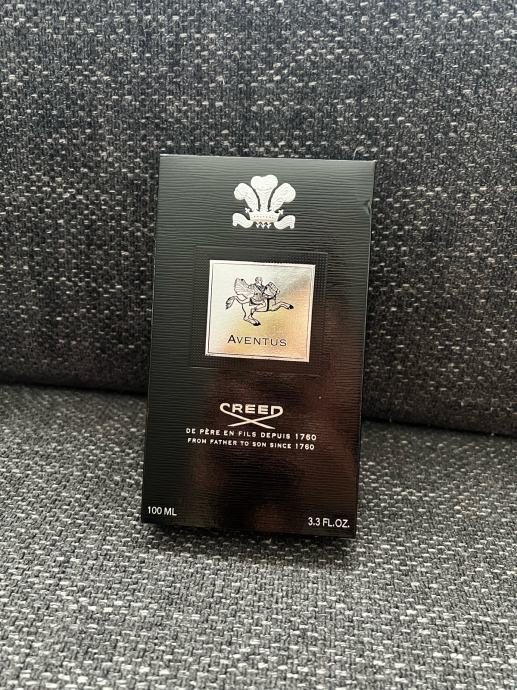 AVENTUS
CREED
DE PÈRE EN FILS DEPUIS 1760
FROM FATHER TO SON SINCE 1760
100 ML
3.3 FL.OZ.